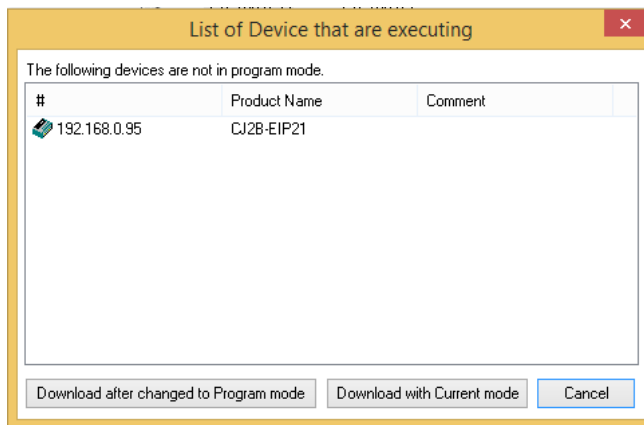 List of Device that are executing
The following devices are not in program mode.
# Product Name Comment
192.168.0.95 CJ2B-EIP21
Download after changed to Program mode Download with Current mode Cancel